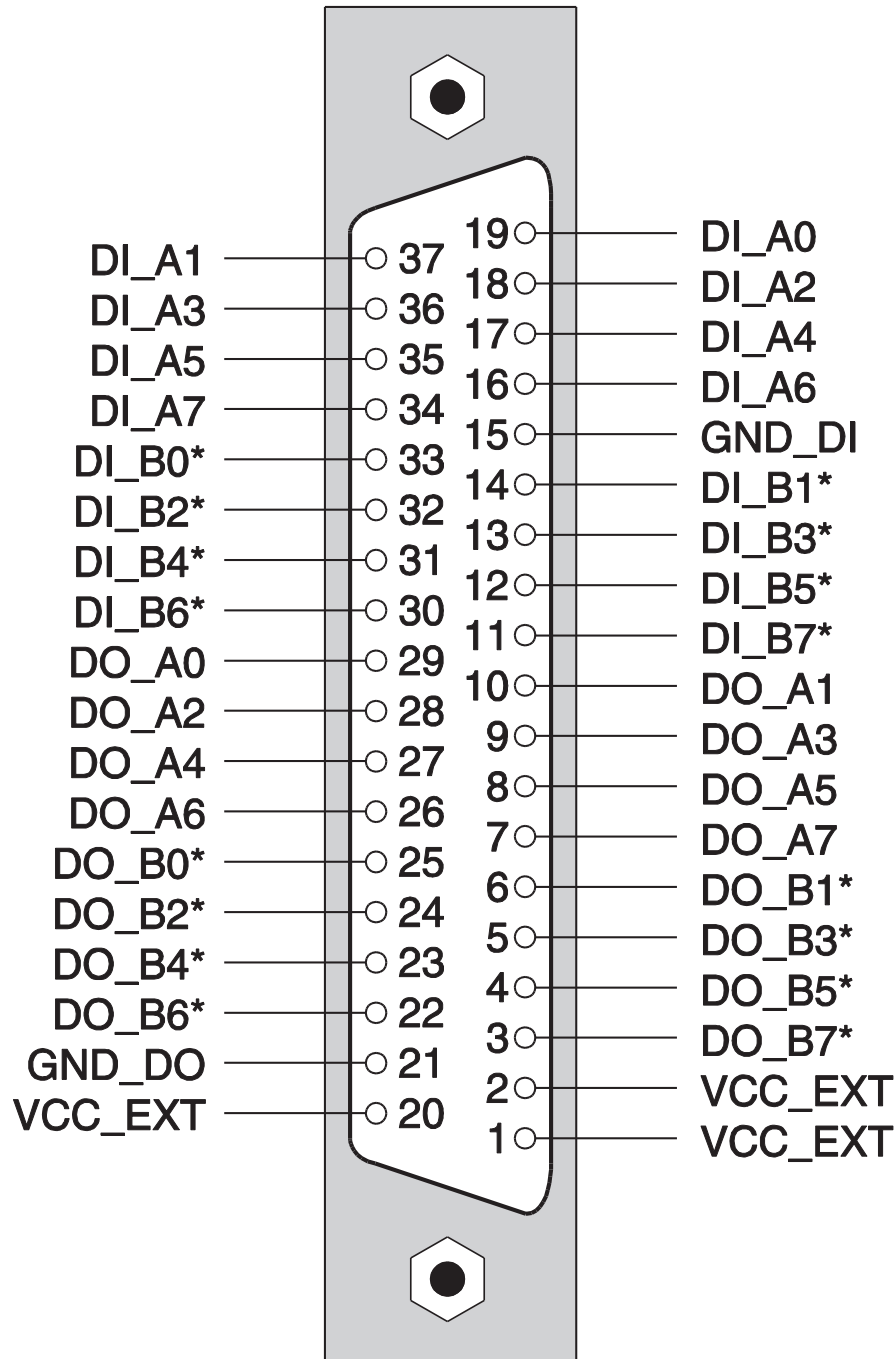 19 DI_A0
DI_A1 37
18 DI_A2
DI_A3 36
17 DI_A4
DI_A5 35
16 DI_A6
DI_A7 34
15 GND_DI
DI_B0* 33
14 DI_B1*
DI_B2* 32
13 DI_B3*
DI_B4* 31
12 DI_B5*
DI_B6* 30
11 DI_B7*
DO_A0 29
10 DO_A1
DO_A2 28
9 DO_A3
DO_A4 27
8 DO_A5
DO_A6 26
7 DO_A7
DO_B0* 25
6 DO_B1*
DO_B2* 24
5 DO_B3*
DO_B4* 23
4 DO_B5*
DO_B6* 22
3 DO_B7*
GND_DO 21
2 VCC_EXT
VCC_EXT 20
1 VCC_EXT